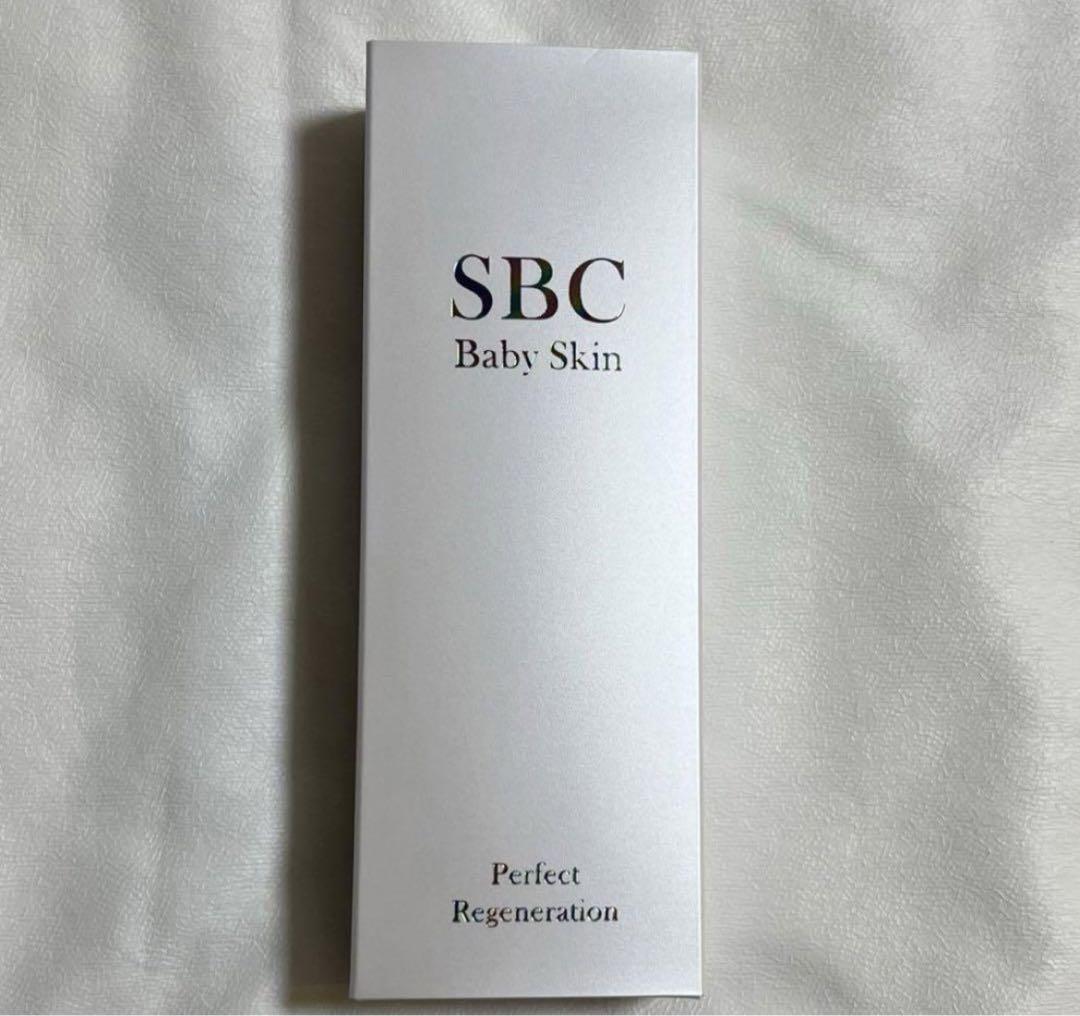 SBC
Baby Skin
Perfect
Regeneration